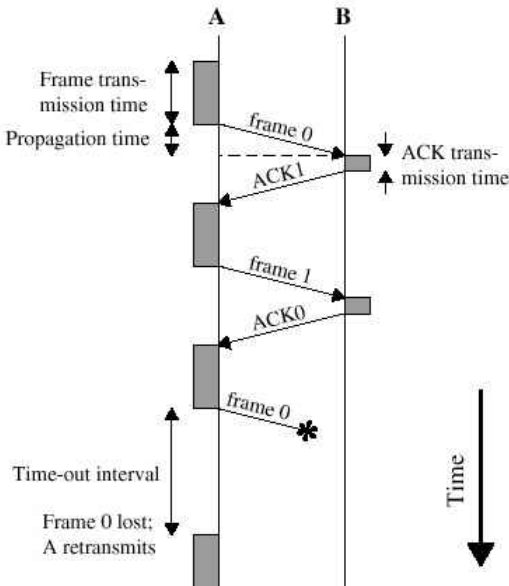 A
B
Frame trans-
mission time
Propagation time
frame 0
ACK trans-
mission time
ACK1
frame 1
ACK0
frame 0
Time-out interval
Frame 0 lost;
A retransmits
Time